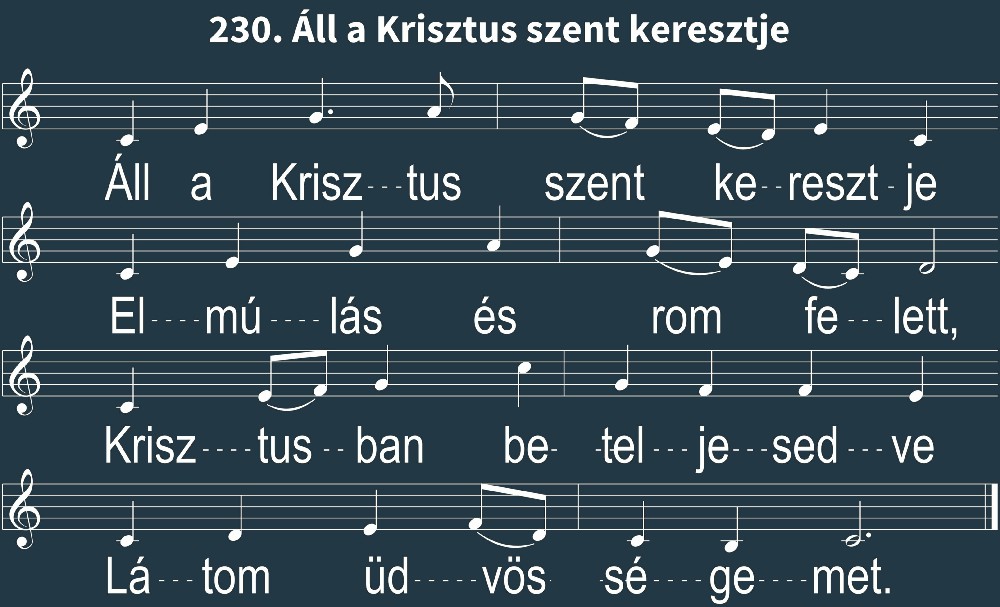 230. Áll a Krisztus szent keresztje
Áll a Krisz---tus szent ke--reszt-je
El----mú----lás és rom fe---lett,
Krisz----tus--ban be- -tel---je---sed---ve
Lá---tom üd-----vös- -sé----ge----met.